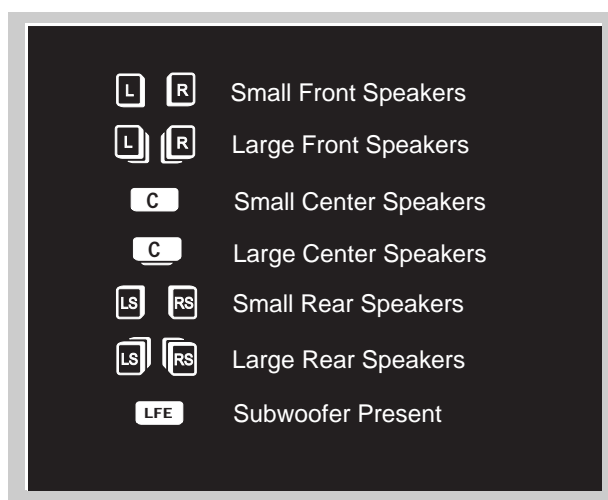 L R Small Front Speakers
L R Large Front Speakers
C Small Center Speakers
C Large Center Speakers
LS RS Small Rear Speakers
LS RS Large Rear Speakers
LFE Subwoofer Present